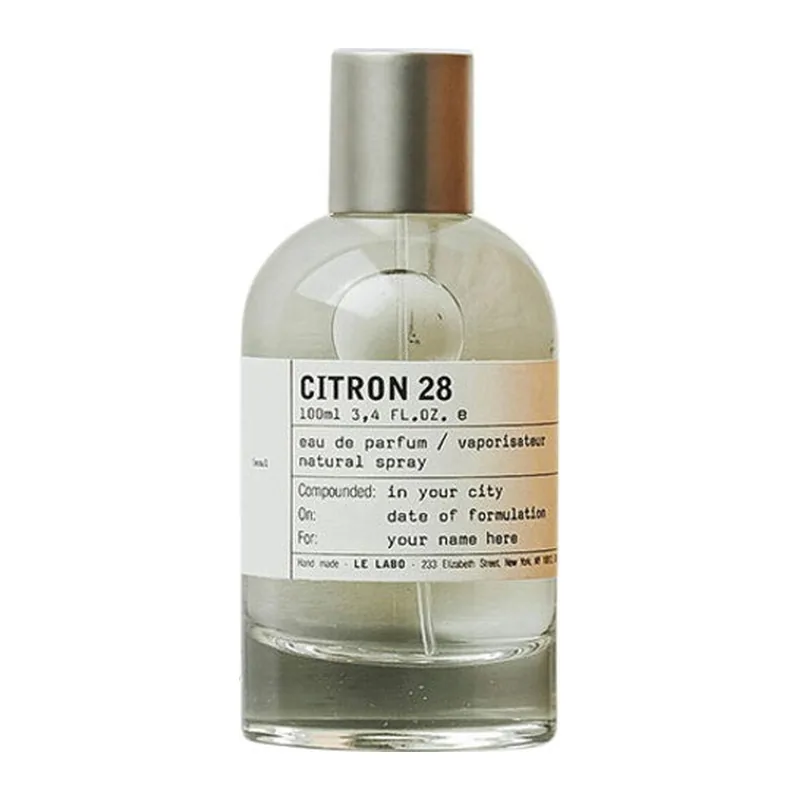 CITRON 28
100ml 3,4 FL.OZ. e
eau de parfum / vaporisateur
natural spray
Seoul
Compounded: in your city
On: date of formulation
For: your name here
Hand made - LE LABO - 233 Elizabeth Street, New York, NY